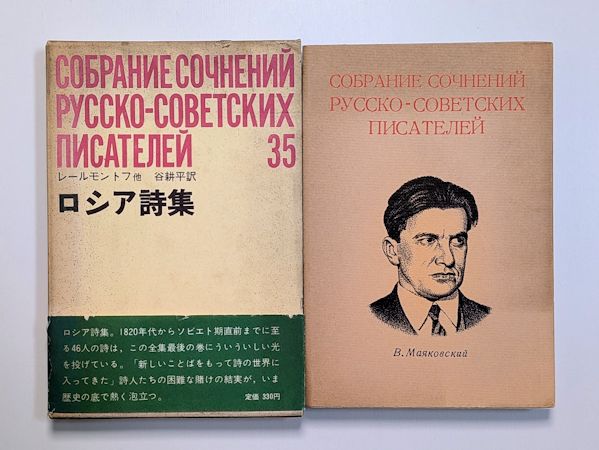 СОБРАНИЕ СОЧНЕНИЙ
РУССКО-СОВЕТСКИХ
ПИСАТЕЛЕЙ 35
レールモントフ他 谷耕平訳
ロシア詩集
ロシア詩集。1820年代からソビエト期直前までに至
る46人の詩は、この全集最後の巻にういういしい光
を投げている。「新しいことばをもって詩の世界に
入ってきた」詩人たちの困難な賭けの結実が、いま
歴史の底で熱く泡立つ。
定価 330円
СОБРАНИЕ СОЧНЕНИЙ
РУССКО-СОВЕТСКИХ
ПИСАТЕЛЕЙ
В. Маяковский